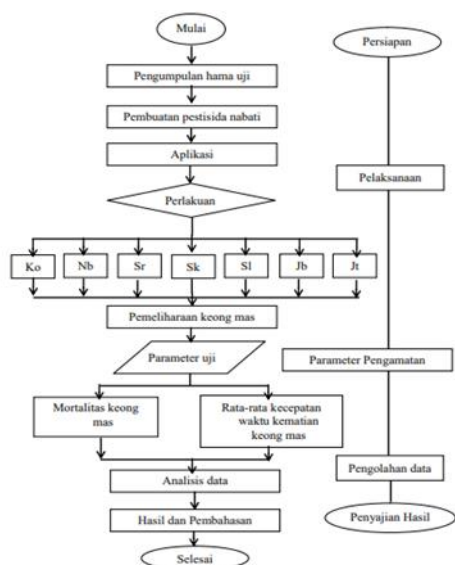 Mulai
Pengumpulan hama uji
Pembuatan pestisida nabati
Aplikasi
Perlakuan
Ko
Nb
Sr
Sk
Sl
Jb
Jt
Pemeliharaan keong mas
Parameter uji
Mortalitas keong
mas
Rata-rata kecepatan
waktu kematian
keong mas
Analisis data
Hasil dan Pembahasan
Selesai
Persiapan
Pelaksanaan
Parameter Pengamatan
Pengolahan data
Penyajian Hasil